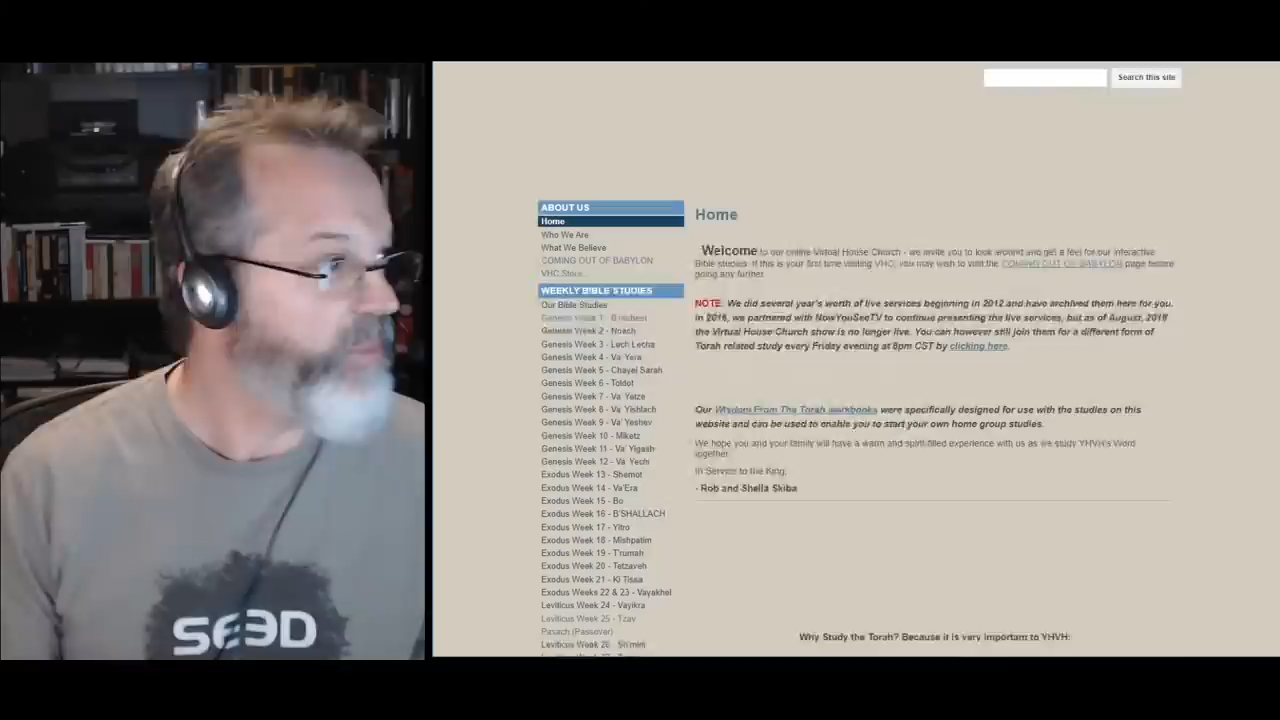 Search this site
ABOUT US
Home
Who We Are
What We Believe
COMING OUT OF BABYLON
VHC Store
WEEKLY BIBLE STUDIES
Our Bible Studies
Genesis Week 1 - B'resheet
Genesis Week 2 - Noach
Genesis Week 3 - Lech Lecha
Genesis Week 4 - Va'Yera
Genesis Week 5 - Chayei Sarah
Genesis Week 6 - Toldot
Genesis Week 7 - Va'Yetze
Genesis Week 8 - Va'Yishlach
Genesis Week 9 - Va'Yeshev
Genesis Week 10 - Miketz
Genesis Week 11 - Va'Yigash
Genesis Week 12 - Va'Yechi
Exodus Week 13 - Shemot
Exodus Week 14 - Va'Era
Exodus Week 15 - Bo
Exodus Week 16 - B'SHALLACH
Exodus Week 17 - Yitro
Exodus Week 18 - Mishpatim
Exodus Week 19 - T'rumah
Exodus Week 20 - Tetzaveh
Exodus Week 21 - Ki Tissa
Exodus Weeks 22 & 23 - Vayakhel
Leviticus Week 24 - Vayikra
Leviticus Week 25 - Tzav
Pasach (Passover)
Leviticus Week 26 - Sh'mini
Home
Welcome to our online Virtual House Church - we invite you to look around and get a feel for our interactive
Bible studies. If this is your first time visiting VHC, you may wish to visit the COMING OUT OF BABYLON page before
going any further.
NOTE: We did several year's worth of live services beginning in 2012 and have archived them here for you.
In 2016, we partnered with NowYouSeeTV to continue presenting the live services, but as of August,
the Virtual House Church show is no longer live. You can however still join them for a different form of
Torah related study every Friday evening at 8pm CST by clicking here.
Our Wisdom From The Torah workbooks were specifically designed for use with the studies on this
website and can be used to enable you to start your own home group studies.
We hope you and your family will have a warm and spirit-filled experience with us as we study YHVH's Word
together.
In Service to the King,
- Rob and Sheila Skiba
Why Study the Torah? Because it is very important to YHVH:
SEED